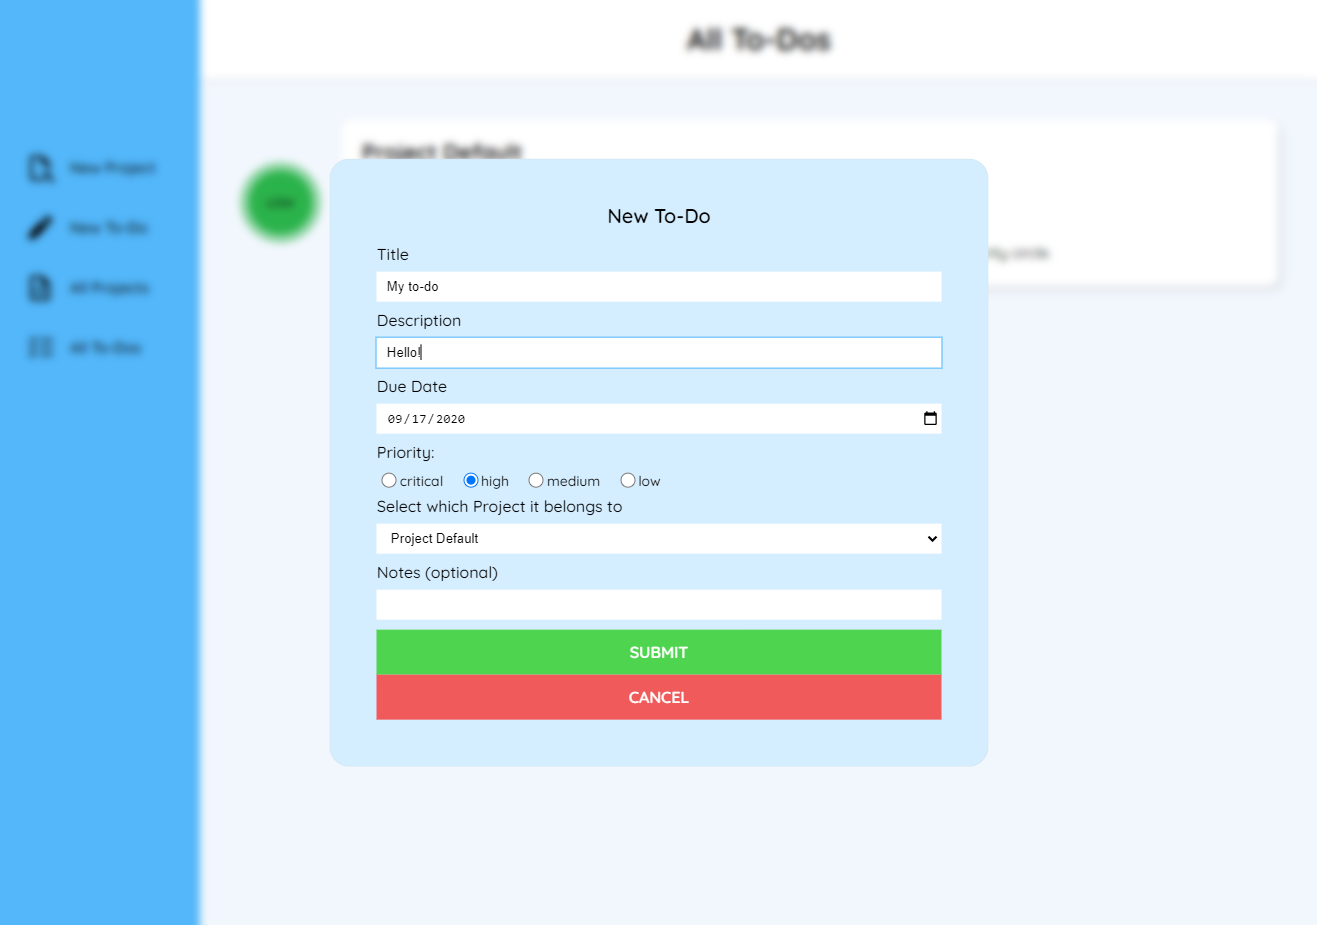 All To-Dos
New Project
New To-Do
All Projects
All To-Dos
Project Default
New To-Do
Title
My to-do
Description
Hello!
Due Date
09/17/2020
Priority:
critical high medium low
Select which Project it belongs to
Project Default
Notes (optional)
SUBMIT
CANCEL